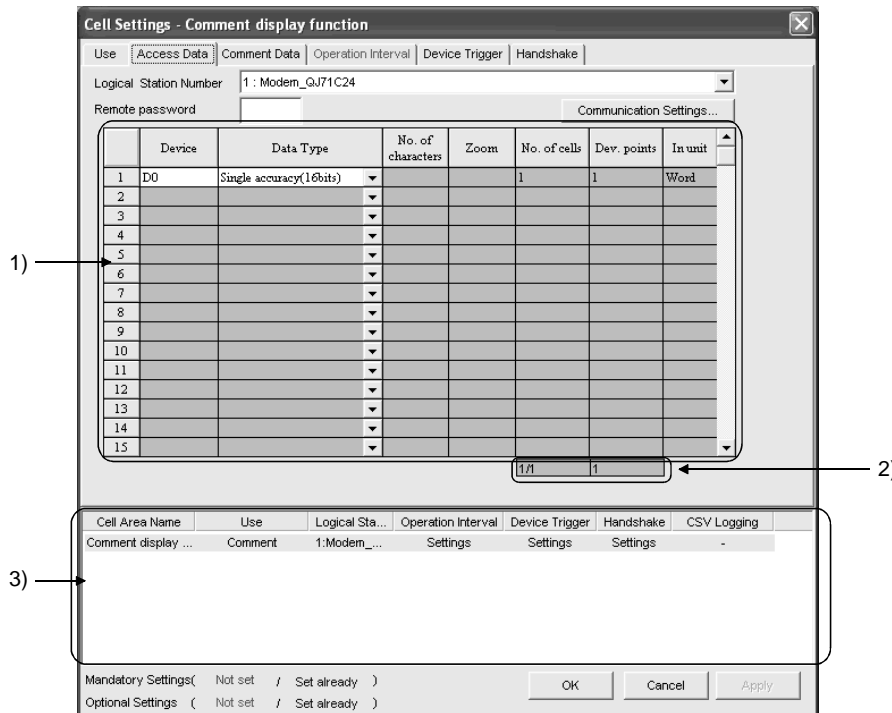 Cell Settings - Comment display function
Use Access Data Comment Data Operation Interval Device Trigger Handshake
Logical Station Number 1 : Modem_QJ71C24
Remote password Communication Settings...
Device Data Type No. of characters Zoom No. of cells Dev. points In unit
1 D0 Single accuracy(16bits) 1 1 Word
2
3
4
5
1)
6
7
8
9
10
11
12
13
14
15
1/1 1
2)
Cell Area Name Use Logical Sta... Operation Interval Device Trigger Handshake CSV Logging
Comment display ... Comment 1:Modem_... Settings Settings Settings -
3)
Mandatory Settings( Not set / Set already )
OK Cancel Apply
Optional Settings ( Not set / Set already )